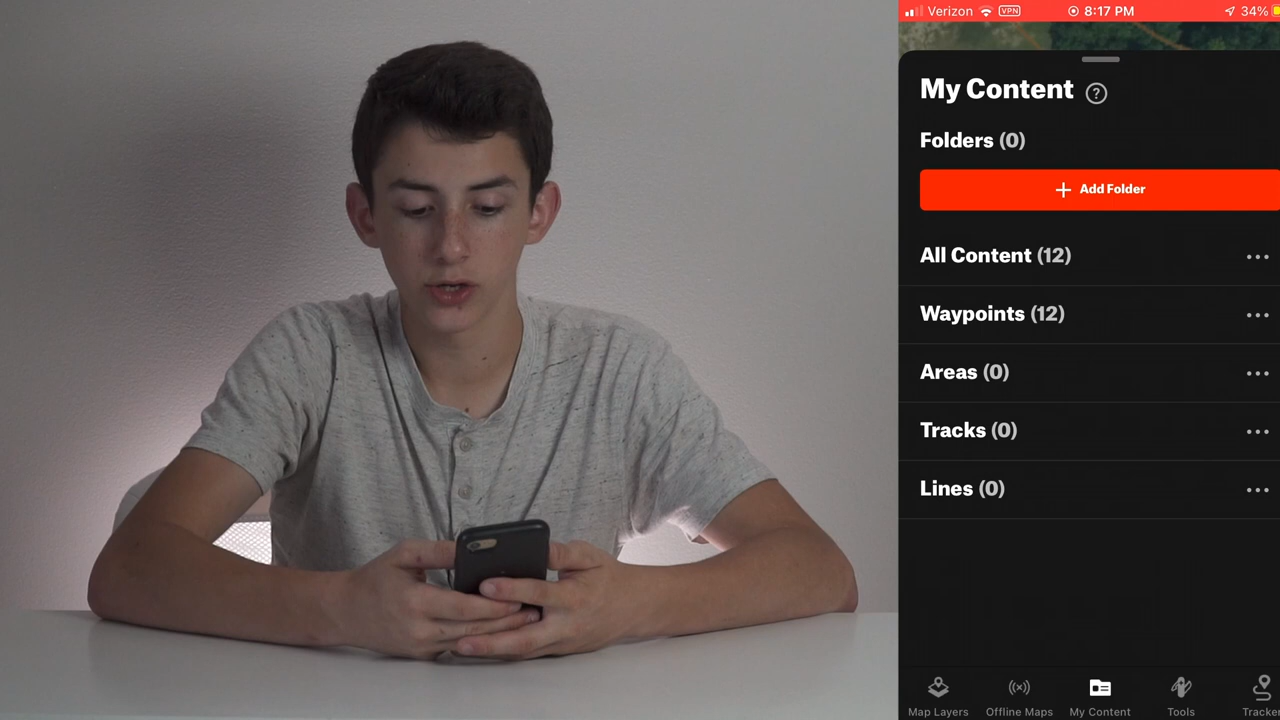 Verizon VPN 8:17 PM 34%
My Content ?
Folders (0)
+ Add Folder
All Content (12)
Waypoints (12)
Areas (0)
Tracks (0)
Lines (0)
Map Layers Offline Maps My Content Tools Tracker